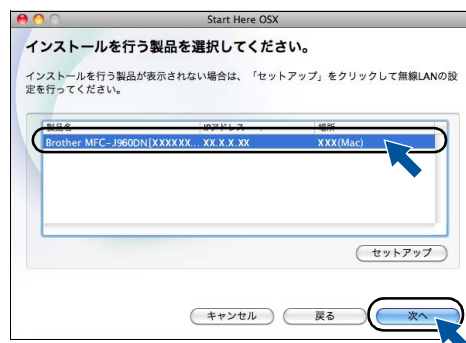 Start Here OSX
インストールを行う製品を選択してください。
インストールを行う製品が表示されない場合は、「セットアップ」をクリックして無線LANの設
定を行ってください。
製品名 IPアドレス 場所
Brother MFC-J960DN[XXXXXX... XX.X.X.XX XXX(Mac)
セットアップ
キャンセル 戻る 次へ